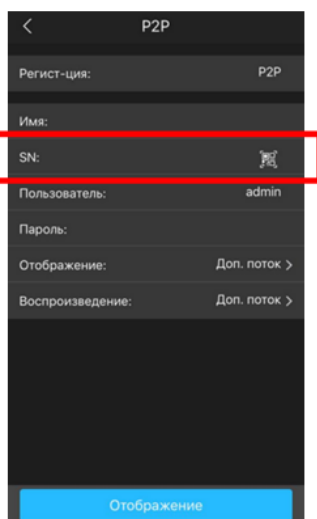 P2P
Регист-ция: P2P
Имя:
SN:
Пользователь: admin
Пароль:
Отображение: Доп. поток >
Воспроизведение: Доп. поток >
Отображение